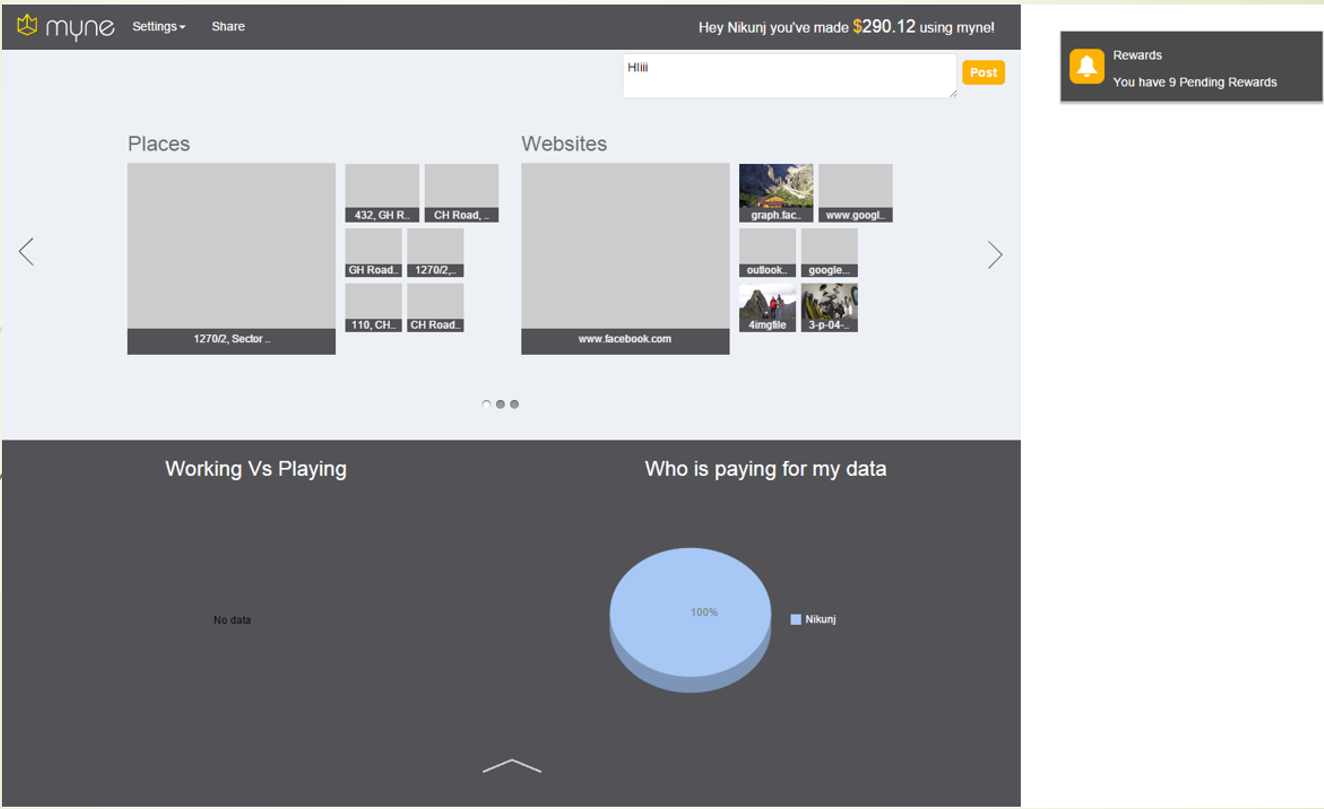 myne Settings Share Hey Nikunj you've made $290.12 using myne!
HIiii
Post
Rewards
You have 9 Pending Rewards
Places
432, GH R.. CH Road, ..
GH Road.. 1270/2,..
110, CH.. CH Road..
1270/2, Sector ..
Websites
graph.fac.. www.googl..
outlook.. google...
4imgfile 3-p-04-..
www.facebook.com
Working Vs Playing
No data
Who is paying for my data
100%
Nikunj